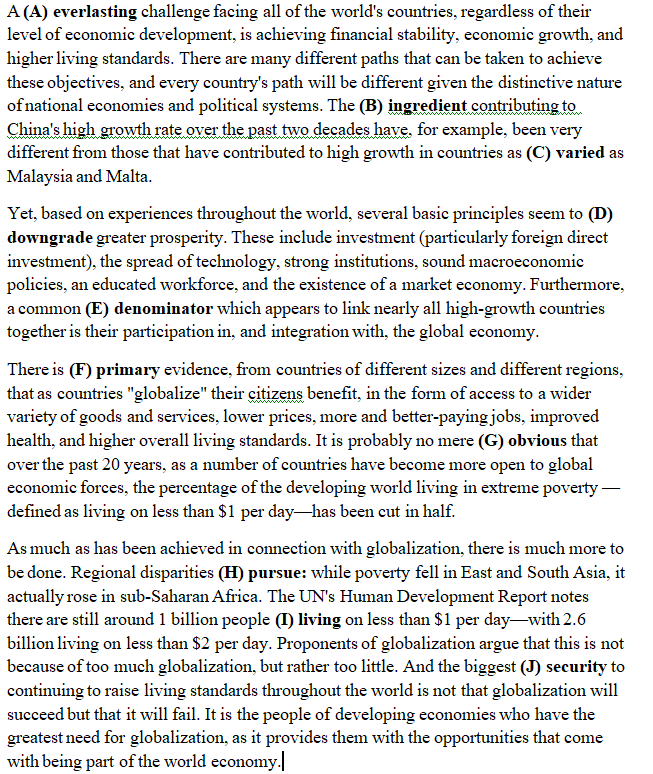 A (A) everlasting challenge facing all of the world's countries, regardless of their
level of economic development, is achieving financial stability, economic growth, and
higher living standards. There are many different paths that can be taken to achieve
these objectives, and every country's path will be different given the distinctive nature
of national economies and political systems. The (B) ingredient contributing to
China's high growth rate over the past two decades have, for example, been very
different from those that have contributed to high growth in countries as (C) varied as
Malaysia and Malta.
Yet, based on experiences throughout the world, several basic principles seem to (D)
downgrade greater prosperity. These include investment (particularly foreign direct
investment), the spread of technology, strong institutions, sound macroeconomic
policies, an educated workforce, and the existence of a market economy. Furthermore,
a common (E) denominator which appears to link nearly all high-growth countries
together is their participation in, and integration with, the global economy.
There is (F) primary evidence, from countries of different sizes and different regions,
that as countries "globalize" their citizens benefit, in the form of access to a wider
variety of goods and services, lower prices, more and better-paying jobs, improved
health, and higher overall living standards. It is probably no mere (G) obvious that
over the past 20 years, as a number of countries have become more open to global
economic forces, the percentage of the developing world living in extreme poverty —
defined as living on less than $1 per day—has been cut in half.
As much as has been achieved in connection with globalization, there is much more to
be done. Regional disparities (H) pursue: while poverty fell in East and South Asia, it
actually rose in sub-Saharan Africa. The UN's Human Development Report notes
there are still around 1 billion people (I) living on less than $1 per day—with 2.6
billion living on less than $2 per day. Proponents of globalization argue that this is not
because of too much globalization, but rather too little. And the biggest (J) security to
continuing to raise living standards throughout the world is not that globalization will
succeed but that it will fail. It is the people of developing economies who have the
greatest need for globalization, as it provides them with the opportunities that come
with being part of the world economy.